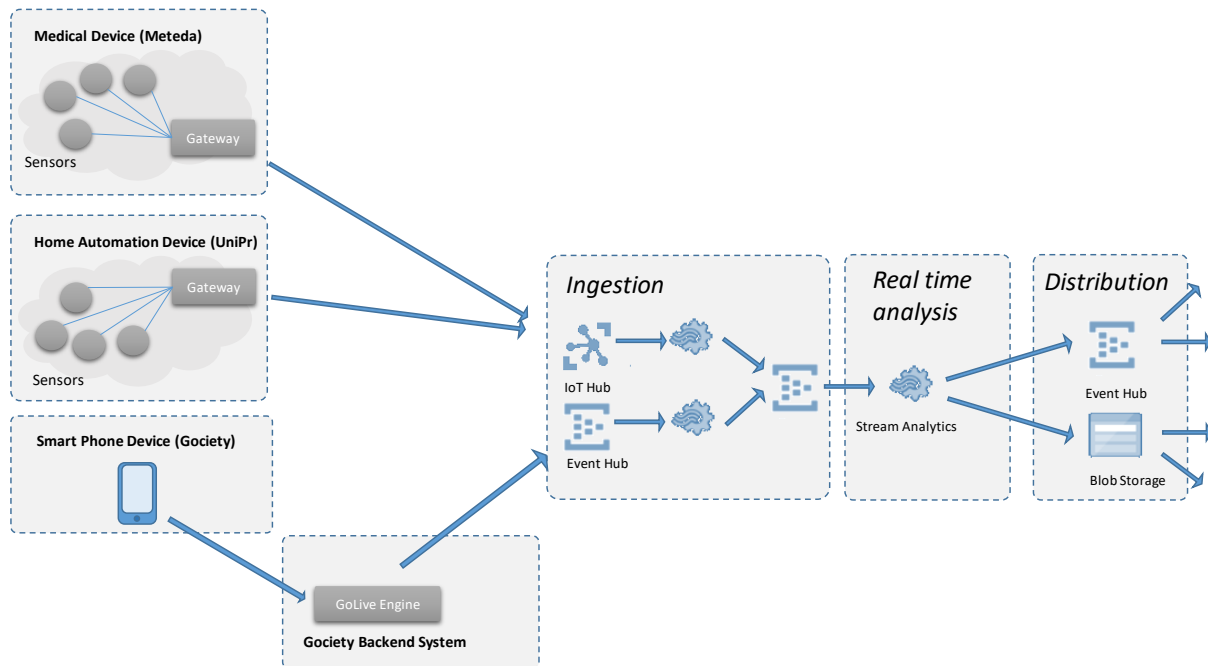 Medical Device (Meteda)
Gateway
Sensors
Home Automation Device (UniPr)
Gateway
Sensors
Smart Phone Device (Gociety)
GoLive Engine
Gociety Backend System
Ingestion
IoT Hub
Event Hub
Real time
analysis
Stream Analytics
Distribution
Event Hub
Blob Storage